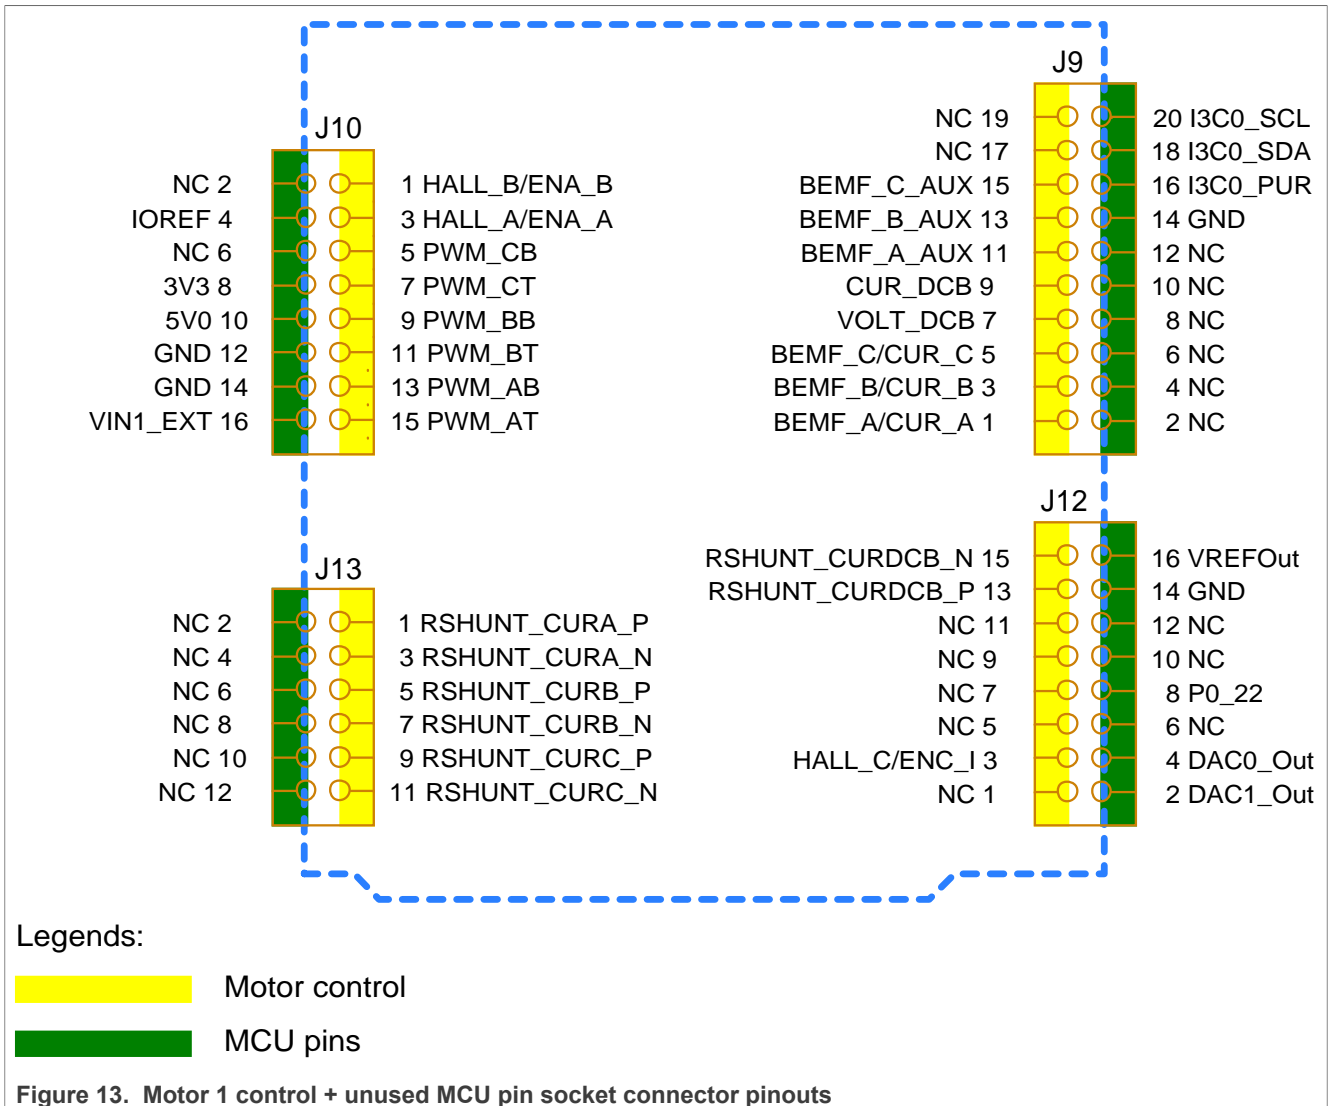 J10
NC 2
1 HALL_B/ENA_B
IOREF 4
3 HALL_A/ENA_A
NC 6
5 PWM_CB
3V3 8
7 PWM_CT
5V0 10
9 PWM_BB
GND 12
11 PWM_BT
GND 14
13 PWM_AB
VIN1_EXT 16
15 PWM_AT
J9
NC 19
20 I3C0_SCL
NC 17
18 I3C0_SDA
BEMF_C_AUX 15
16 I3C0_PUR
BEMF_B_AUX 13
14 GND
BEMF_A_AUX 11
12 NC
CUR_DCB 9
10 NC
VOLT_DCB 7
8 NC
BEMF_C/CUR_C 5
6 NC
BEMF_B/CUR_B 3
4 NC
BEMF_A/CUR_A 1
2 NC
J13
NC 2
1 RSHUNT_CURA_P
NC 4
3 RSHUNT_CURA_N
NC 6
5 RSHUNT_CURB_P
NC 8
7 RSHUNT_CURB_N
NC 10
9 RSHUNT_CURC_P
NC 12
11 RSHUNT_CURC_N
J12
RSHUNT_CURDCB_N 15
16 VREFOut
RSHUNT_CURDCB_P 13
14 GND
NC 11
12 NC
NC 9
10 NC
NC 7
8 P0_22
NC 5
6 NC
HALL_C/ENC_I 3
4 DAC0_Out
NC 1
2 DAC1_Out
Legends:
Motor control
MCU pins
Figure 13. Motor 1 control + unused MCU pin socket connector pinouts